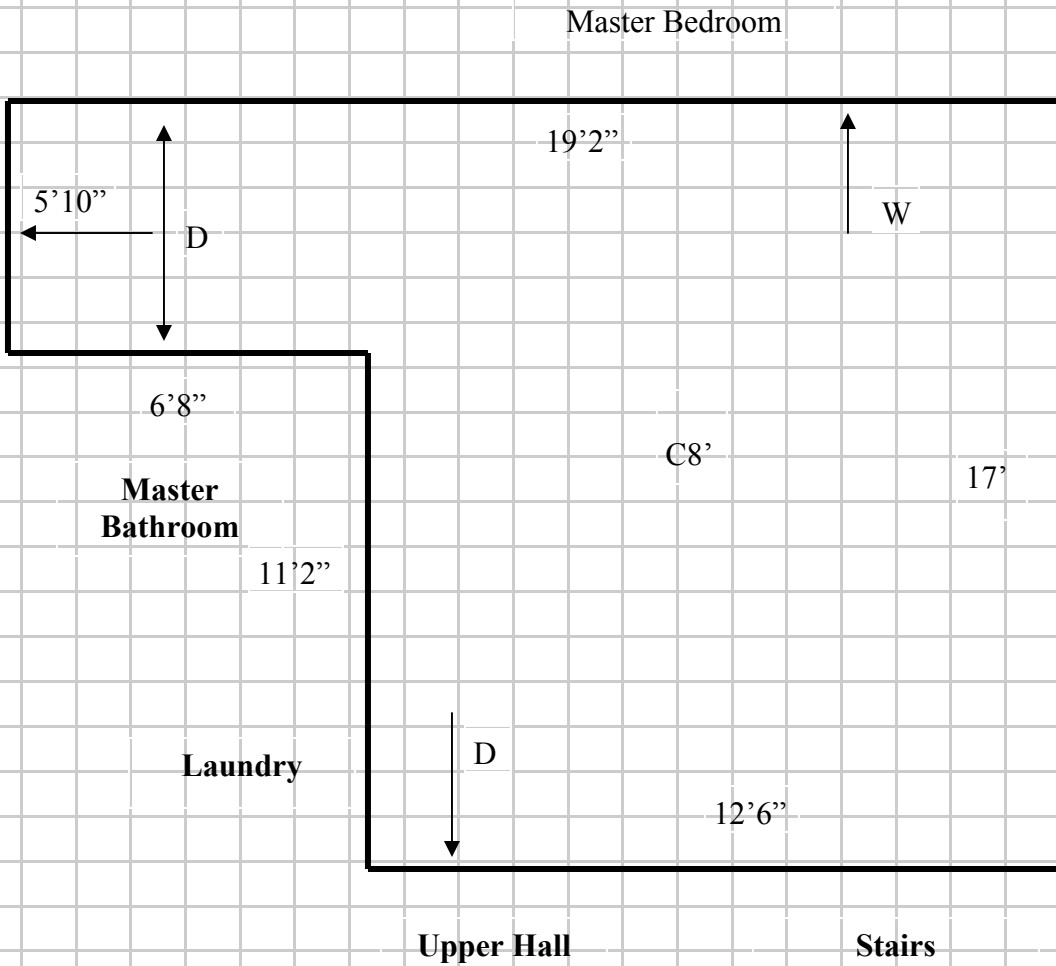 Master Bedroom
19’2”
5’10”
W
D
6’8”
C8’
17’
Master
Bathroom
11’2”
D
Laundry
12’6”
Upper Hall
Stairs